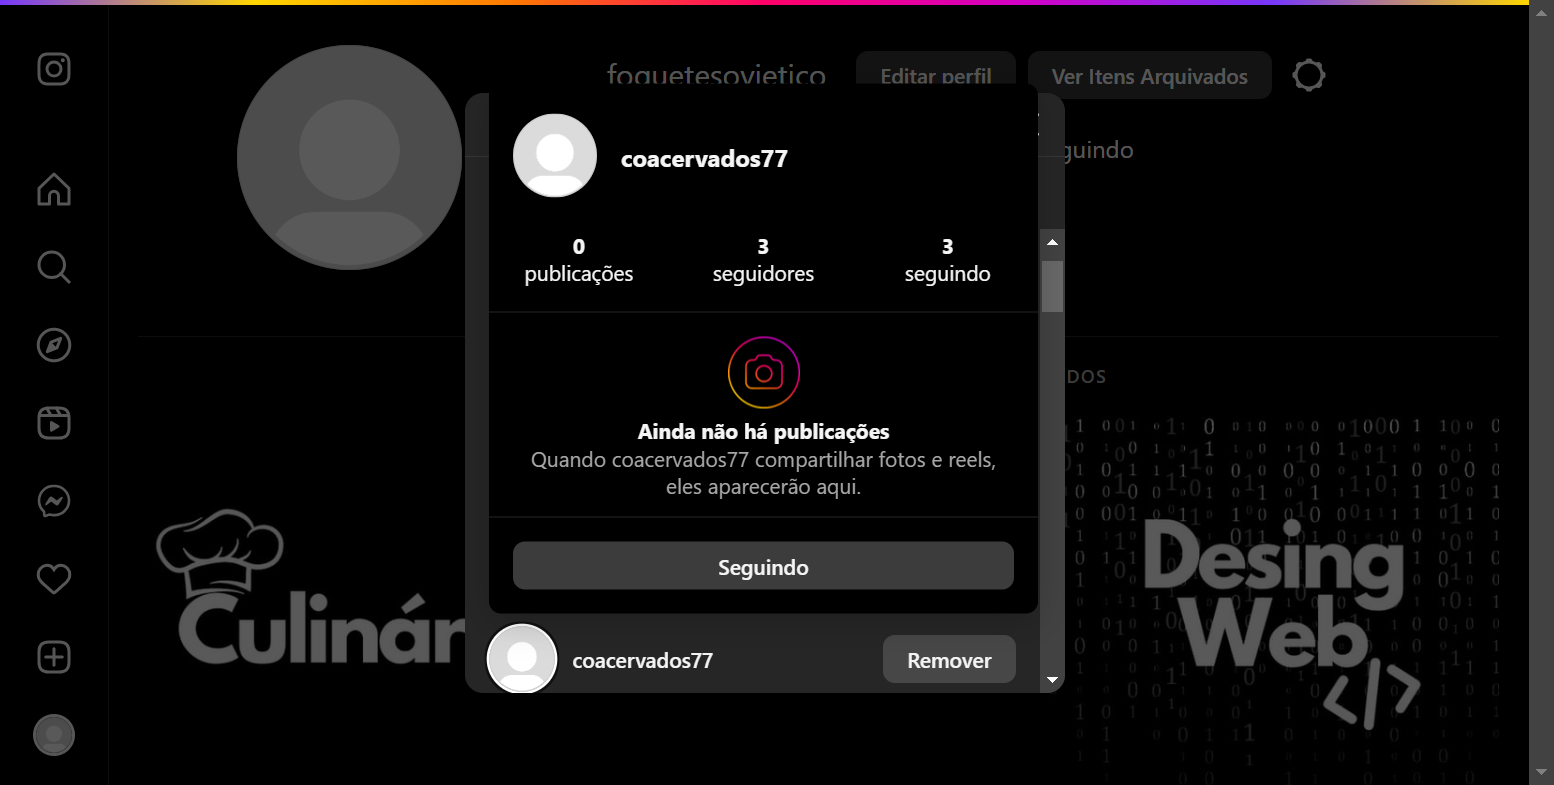 foguetesovietico
Editar perfil
Ver Itens Arquivados
guindo
coacervados77
0
publicações
3
seguidores
3
seguindo
Ainda não há publicações
Quando coacervados77 compartilhar fotos e reels,
eles aparecerão aqui.
Seguindo
coacervados77
Remover
DOS
Culinár
Desing
Web
</>